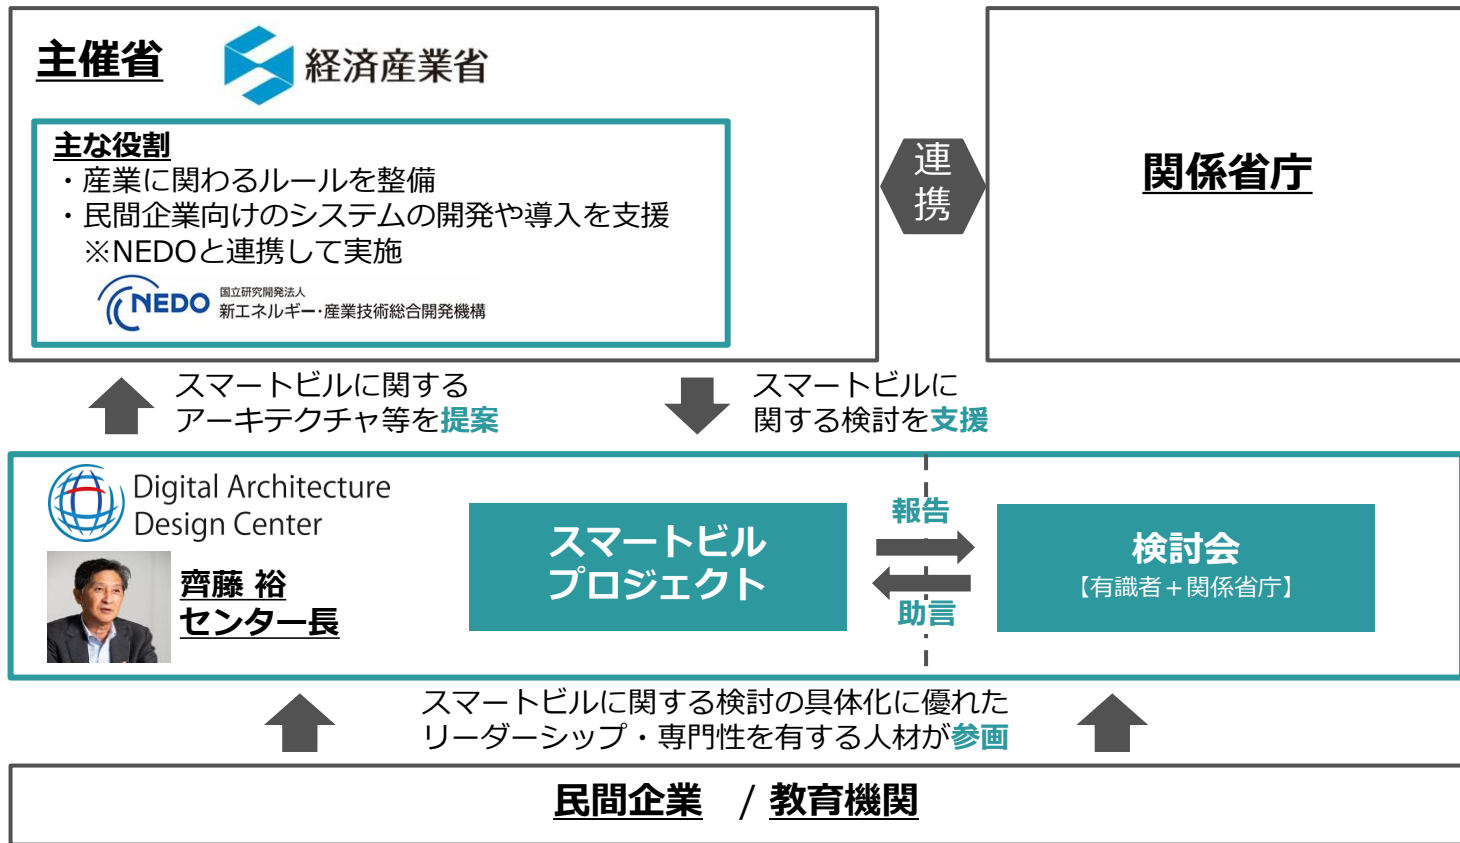 主催省
経済産業省
主な役割
・産業に関わるルールを整備
・民間企業向けのシステムの開発や導入を支援
※NEDOと連携して実施
NEDO
国立研究開発法人
新エネルギー・産業技術総合開発機構
連
携
関係省庁
スマートビルに関する
アーキテクチャ等を提案
スマートビルに
関する検討を支援
Digital Architecture
Design Center
齊藤 裕
センター長
スマートビル
プロジェクト
報告
助言
検討会
【有識者＋関係省庁】
スマートビルに関する検討の具体化に優れた
リーダーシップ・専門性を有する人材が参画
民間企業 / 教育機関